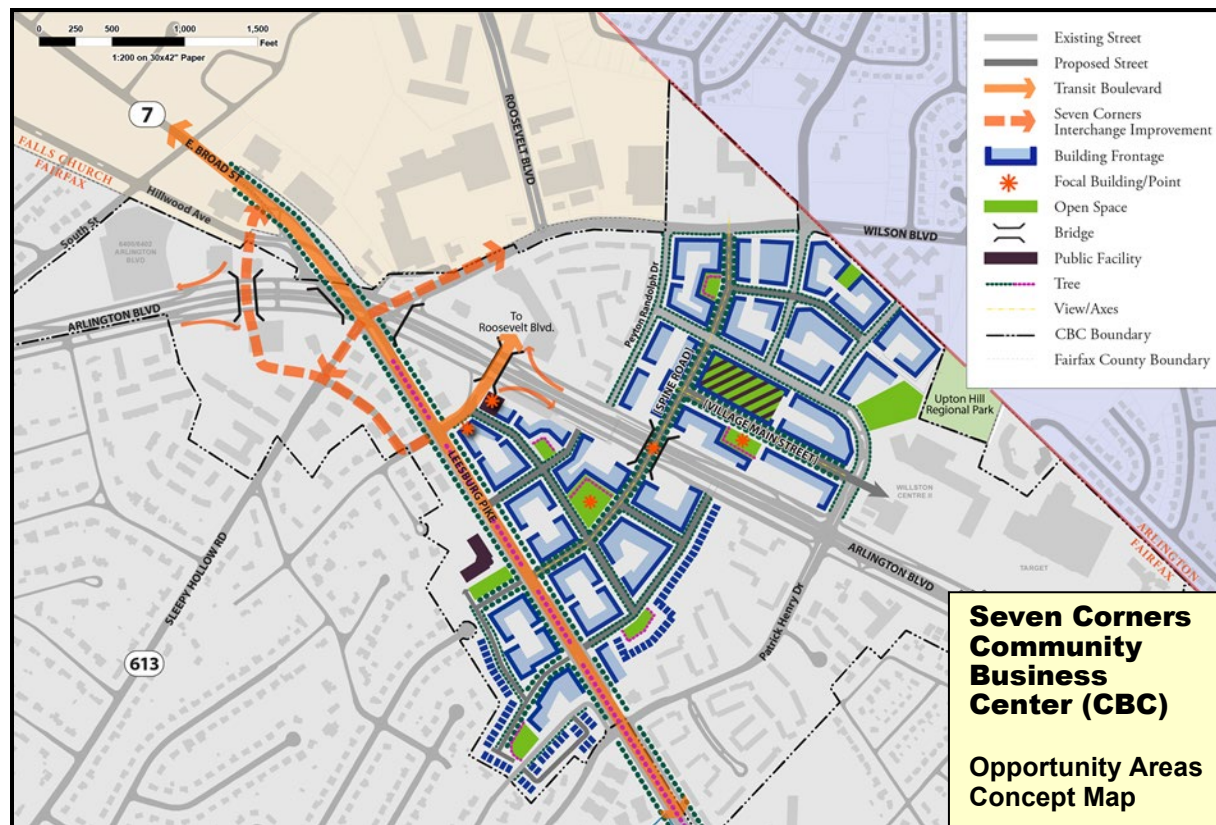 0 250 500 1,000 1,500
Feet
1:200 on 30x42" Paper
7
E. BROAD ST
FALLS CHURCH
FAIRFAX
Hillwood Ave
South St
6400/6402
ARLINGTON
BLVD
ARLINGTON BLVD
ROOSEVELT BLVD
WILSON BLVD
Peyton Randolph Dr
To
Roosevelt Blvd.
[SPINE ROAD]
[VILLAGE MAIN STREET]
Upton Hill
Regional Park
LEESBURG PIKE
WILLSTON
CENTRE II
TARGET
ARLINGTON
FAIRFAX
ARLINGTON BLVD
Patrick Henry Dr
SLEEPY HOLLOW RD
613
Existing Street
Proposed Street
Transit Boulevard
Seven Corners
Interchange Improvement
Building Frontage
Focal Building/Point
Open Space
Bridge
Public Facility
Tree
View/Axes
CBC Boundary
Fairfax County Boundary
Seven Corners
Community
Business
Center (CBC)
Opportunity Areas
Concept Map